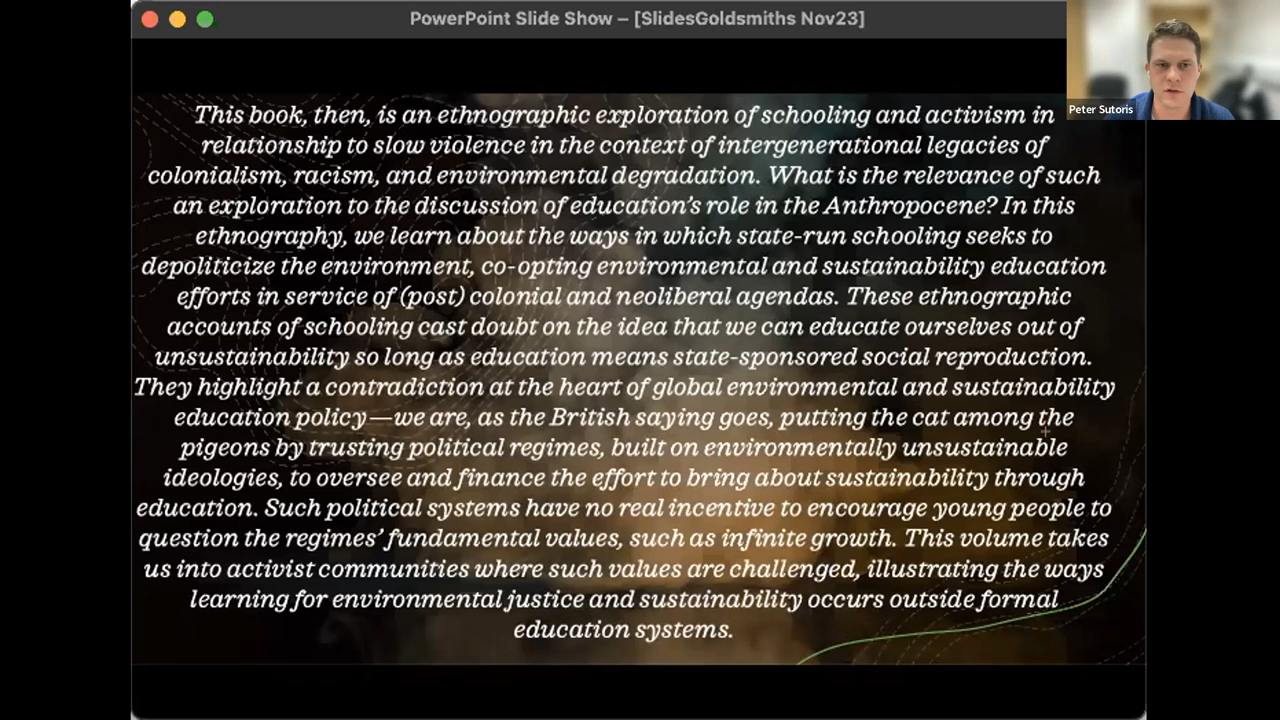 PowerPoint Slide Show – [SlidesGoldsmiths Nov23]
Peter Sutoris
This book, then, is an ethnographic exploration of schooling and activism in
relationship to slow violence in the context of intergenerational legacies of
colonialism, racism, and environmental degradation. What is the relevance of such
an exploration to the discussion of education’s role in the Anthropocene? In this
ethnography, we learn about the ways in which state-run schooling seeks to
depoliticize the environment, co-opting environmental and sustainability education
efforts in service of (post) colonial and neoliberal agendas. These ethnographic
accounts of schooling cast doubt on the idea that we can educate ourselves out of
unsustainability so long as education means state-sponsored social reproduction.
They highlight a contradiction at the heart of global environmental and sustainability
education policy—we are, as the British saying goes, putting the cat among the
pigeons by trusting political regimes, built on environmentally unsustainable
ideologies, to oversee and finance the effort to bring about sustainability through
education. Such political systems have no real incentive to encourage young people to
question the regimes’ fundamental values, such as infinite growth. This volume takes
us into activist communities where such values are challenged, illustrating the ways
learning for environmental justice and sustainability occurs outside formal
education systems.